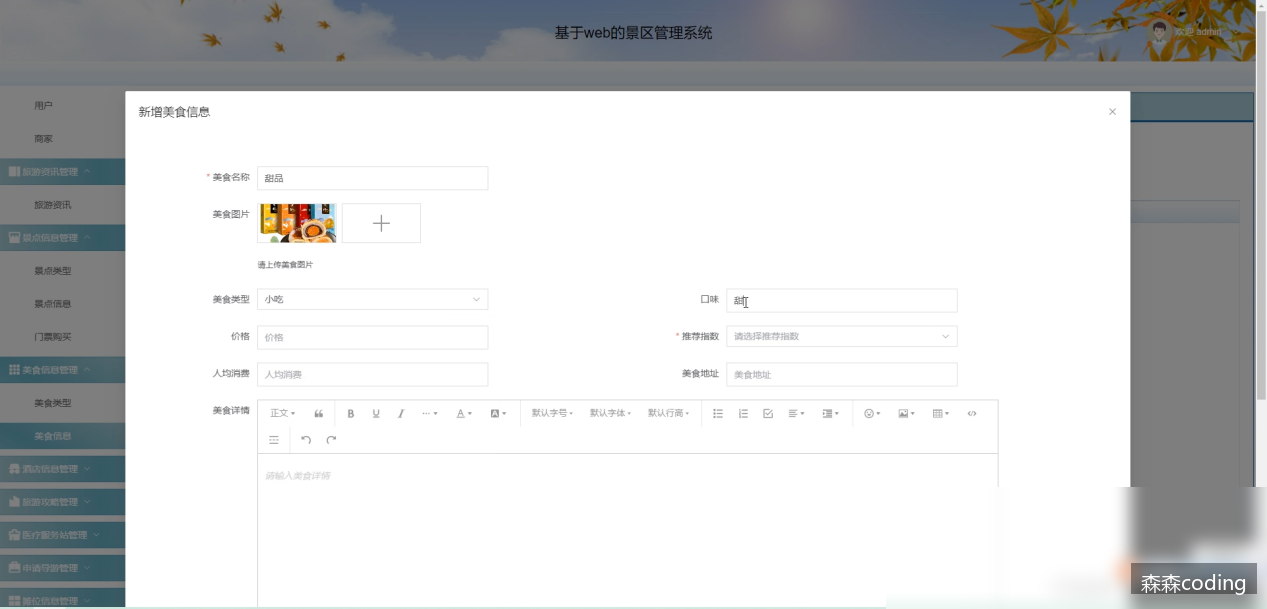 基于web的景区管理系统
欢迎 admin
用户
商家
旅游资讯管理
旅游资讯
景点信息管理
景点类型
景点信息
门票购买
美食信息管理
美食类型
美食信息
酒店信息管理
旅游攻略管理
医疗服务站管理
申请导游管理
摊位信息管理
新增美食信息
* 美食名称 甜品
美食图片
请上传美食图片
美食类型 小吃 口味 甜
价格 价格 * 推荐指数 请选择推荐指数
人均消费 人均消费 美食地址 美食地址
美食详情 正文 B U I A A 默认字号 默认字体 默认行高
请输入美食详情
森森coding